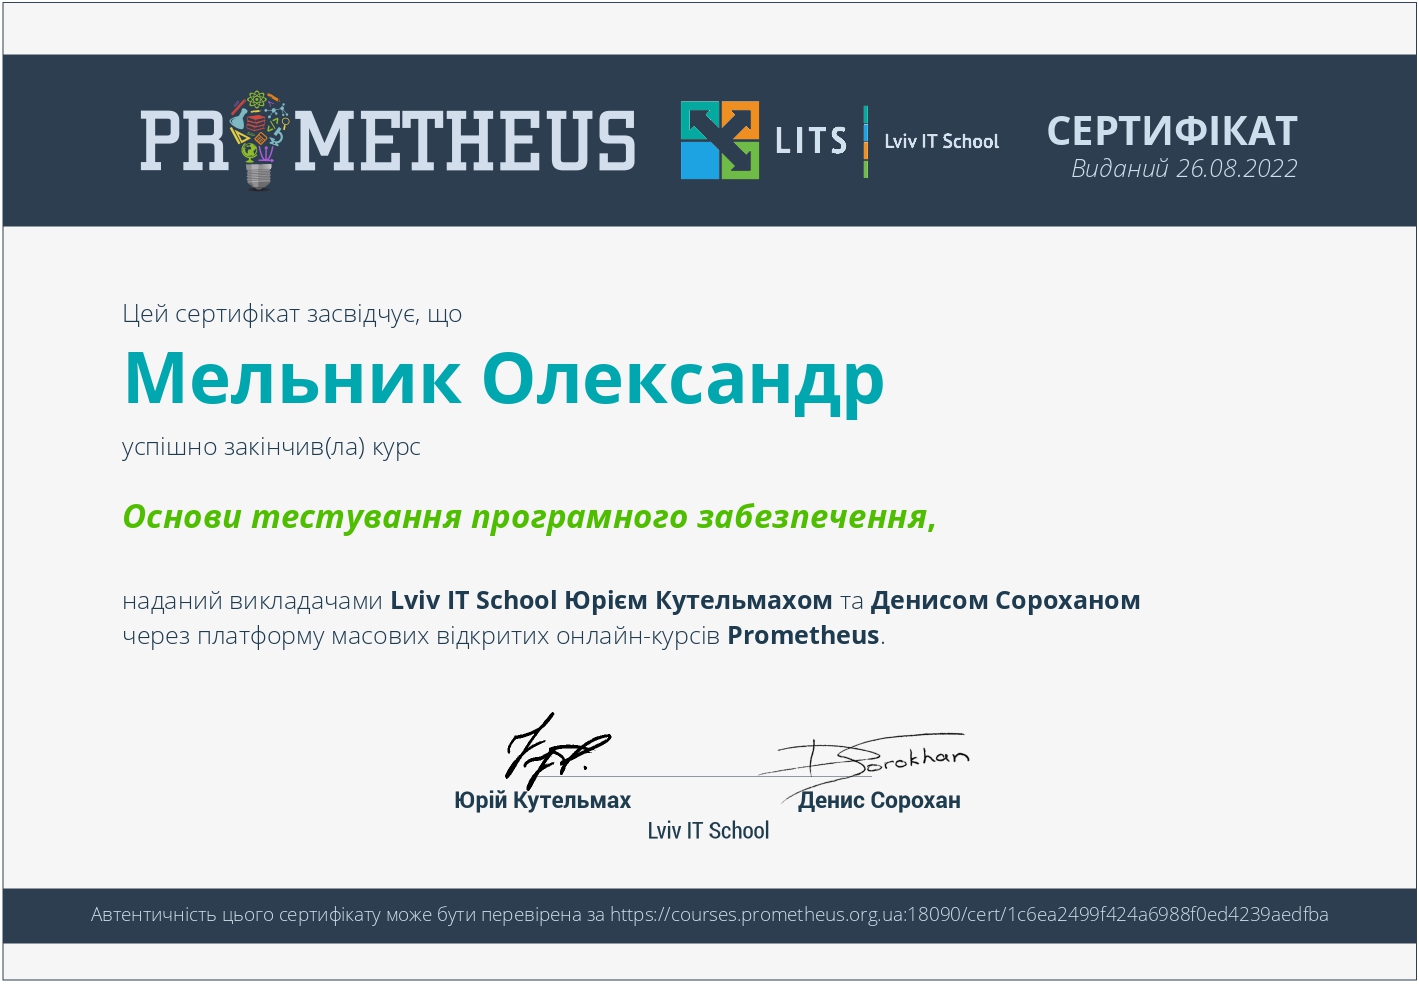 PROMETHEUS
LITS
Lviv IT School
СЕРТИФІКАТ
Виданий 26.08.2022
Цей сертифікат засвідчує, що
Мельник Олександр
успішно закінчив(ла) курс
Основи тестування програмного забезпечення,
наданий викладачами Lviv IT School Юрієм Кутельмахом та Денисом Сороханом
через платформу масових відкритих онлайн-курсів Prometheus.
Sorokhan
Юрій Кутельмах
Денис Сорохан
Lviv IT School
Автентичність цього сертифікату може бути перевірена за https://courses.prometheus.org.ua:18090/cert/1c6ea2499f424a6988f0ed4239aedfba